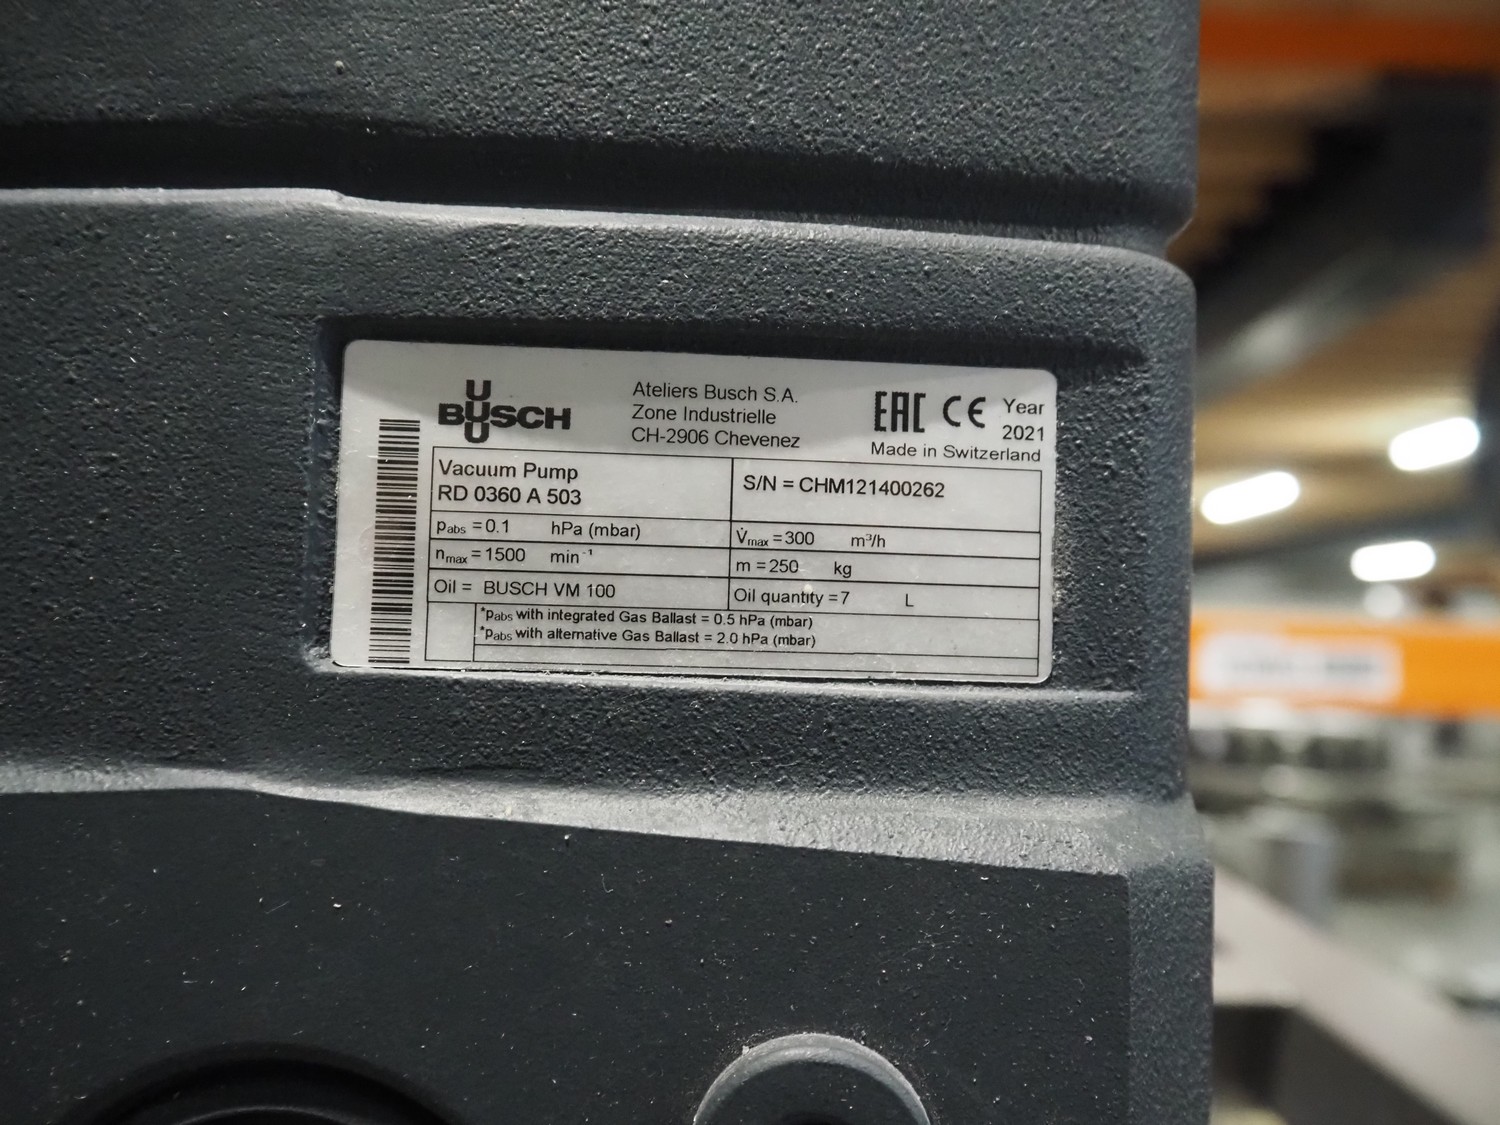 U
BUSCH
U
Ateliers Busch S.A.
Zone Industrielle
CH-2906 Chevenez
EAC CE
Year
2021
Made in Switzerland
Vacuum Pump
RD 0360 A 503
S/N = CHM121400262
pabs = 0.1 hPa (mbar)
V̇max = 300 m³/h
nmax = 1500 min⁻¹
m = 250 kg
Oil = BUSCH VM 100
Oil quantity = 7 L
*pabs with integrated Gas Ballast = 0.5 hPa (mbar)
*pabs with alternative Gas Ballast = 2.0 hPa (mbar)